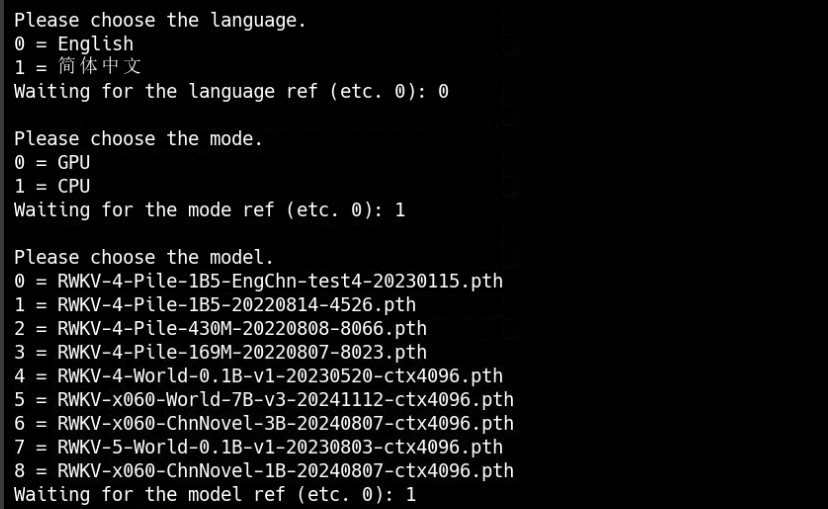 Please choose the language.
0 = English
1 = 简体中文
Waiting for the language ref (etc. 0): 0
Please choose the mode.
0 = GPU
1 = CPU
Waiting for the mode ref (etc. 0): 1
Please choose the model.
0 = RWKV-4-Pile-1B5-EngChn-test4-20230115.pth
1 = RWKV-4-Pile-1B5-20220814-4526.pth
2 = RWKV-4-Pile-430M-20220808-8066.pth
3 = RWKV-4-Pile-169M-20220807-8023.pth
4 = RWKV-4-World-0.1B-v1-20230520-ctx4096.pth
5 = RWKV-x060-World-7B-v3-20241112-ctx4096.pth
6 = RWKV-x060-ChnNovel-3B-20240807-ctx4096.pth
7 = RWKV-5-World-0.1B-v1-20230803-ctx4096.pth
8 = RWKV-x060-ChnNovel-1B-20240807-ctx4096.pth
Waiting for the model ref (etc. 0): 1